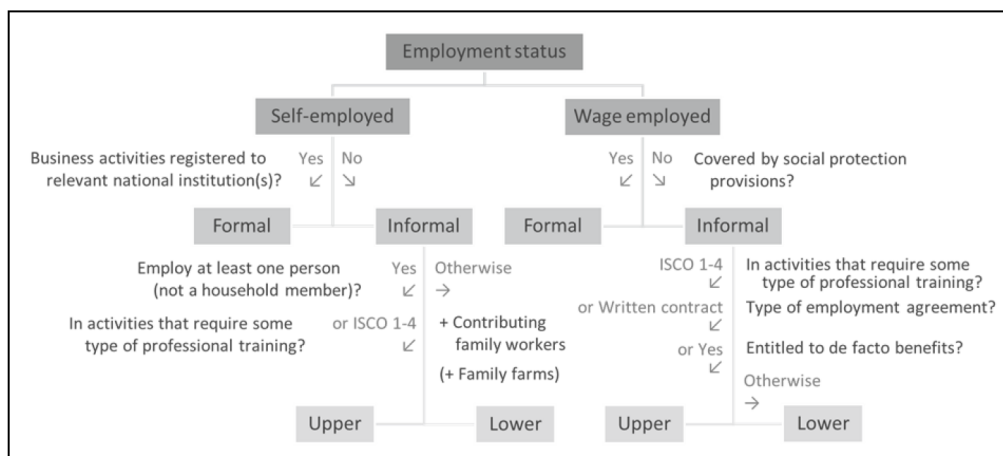 Employment status
Self-employed
Wage employed
Business activities registered to
relevant national institution(s)?
Yes
No
↙
↘
Yes
No
↙
↘
Covered by social protection
provisions?
Formal
Informal
Formal
Informal
Employ at least one person
(not a household member)?
Yes
↙
Otherwise
→
In activities that require some
type of professional training?
or ISCO 1-4
↙
+ Contributing
family workers
(+ Family farms)
ISCO 1-4
↙
In activities that require some
type of professional training?
or Written contract
↙
Type of employment agreement?
or Yes
↙
Entitled to de facto benefits?
Otherwise
→
Upper
Lower
Upper
Lower